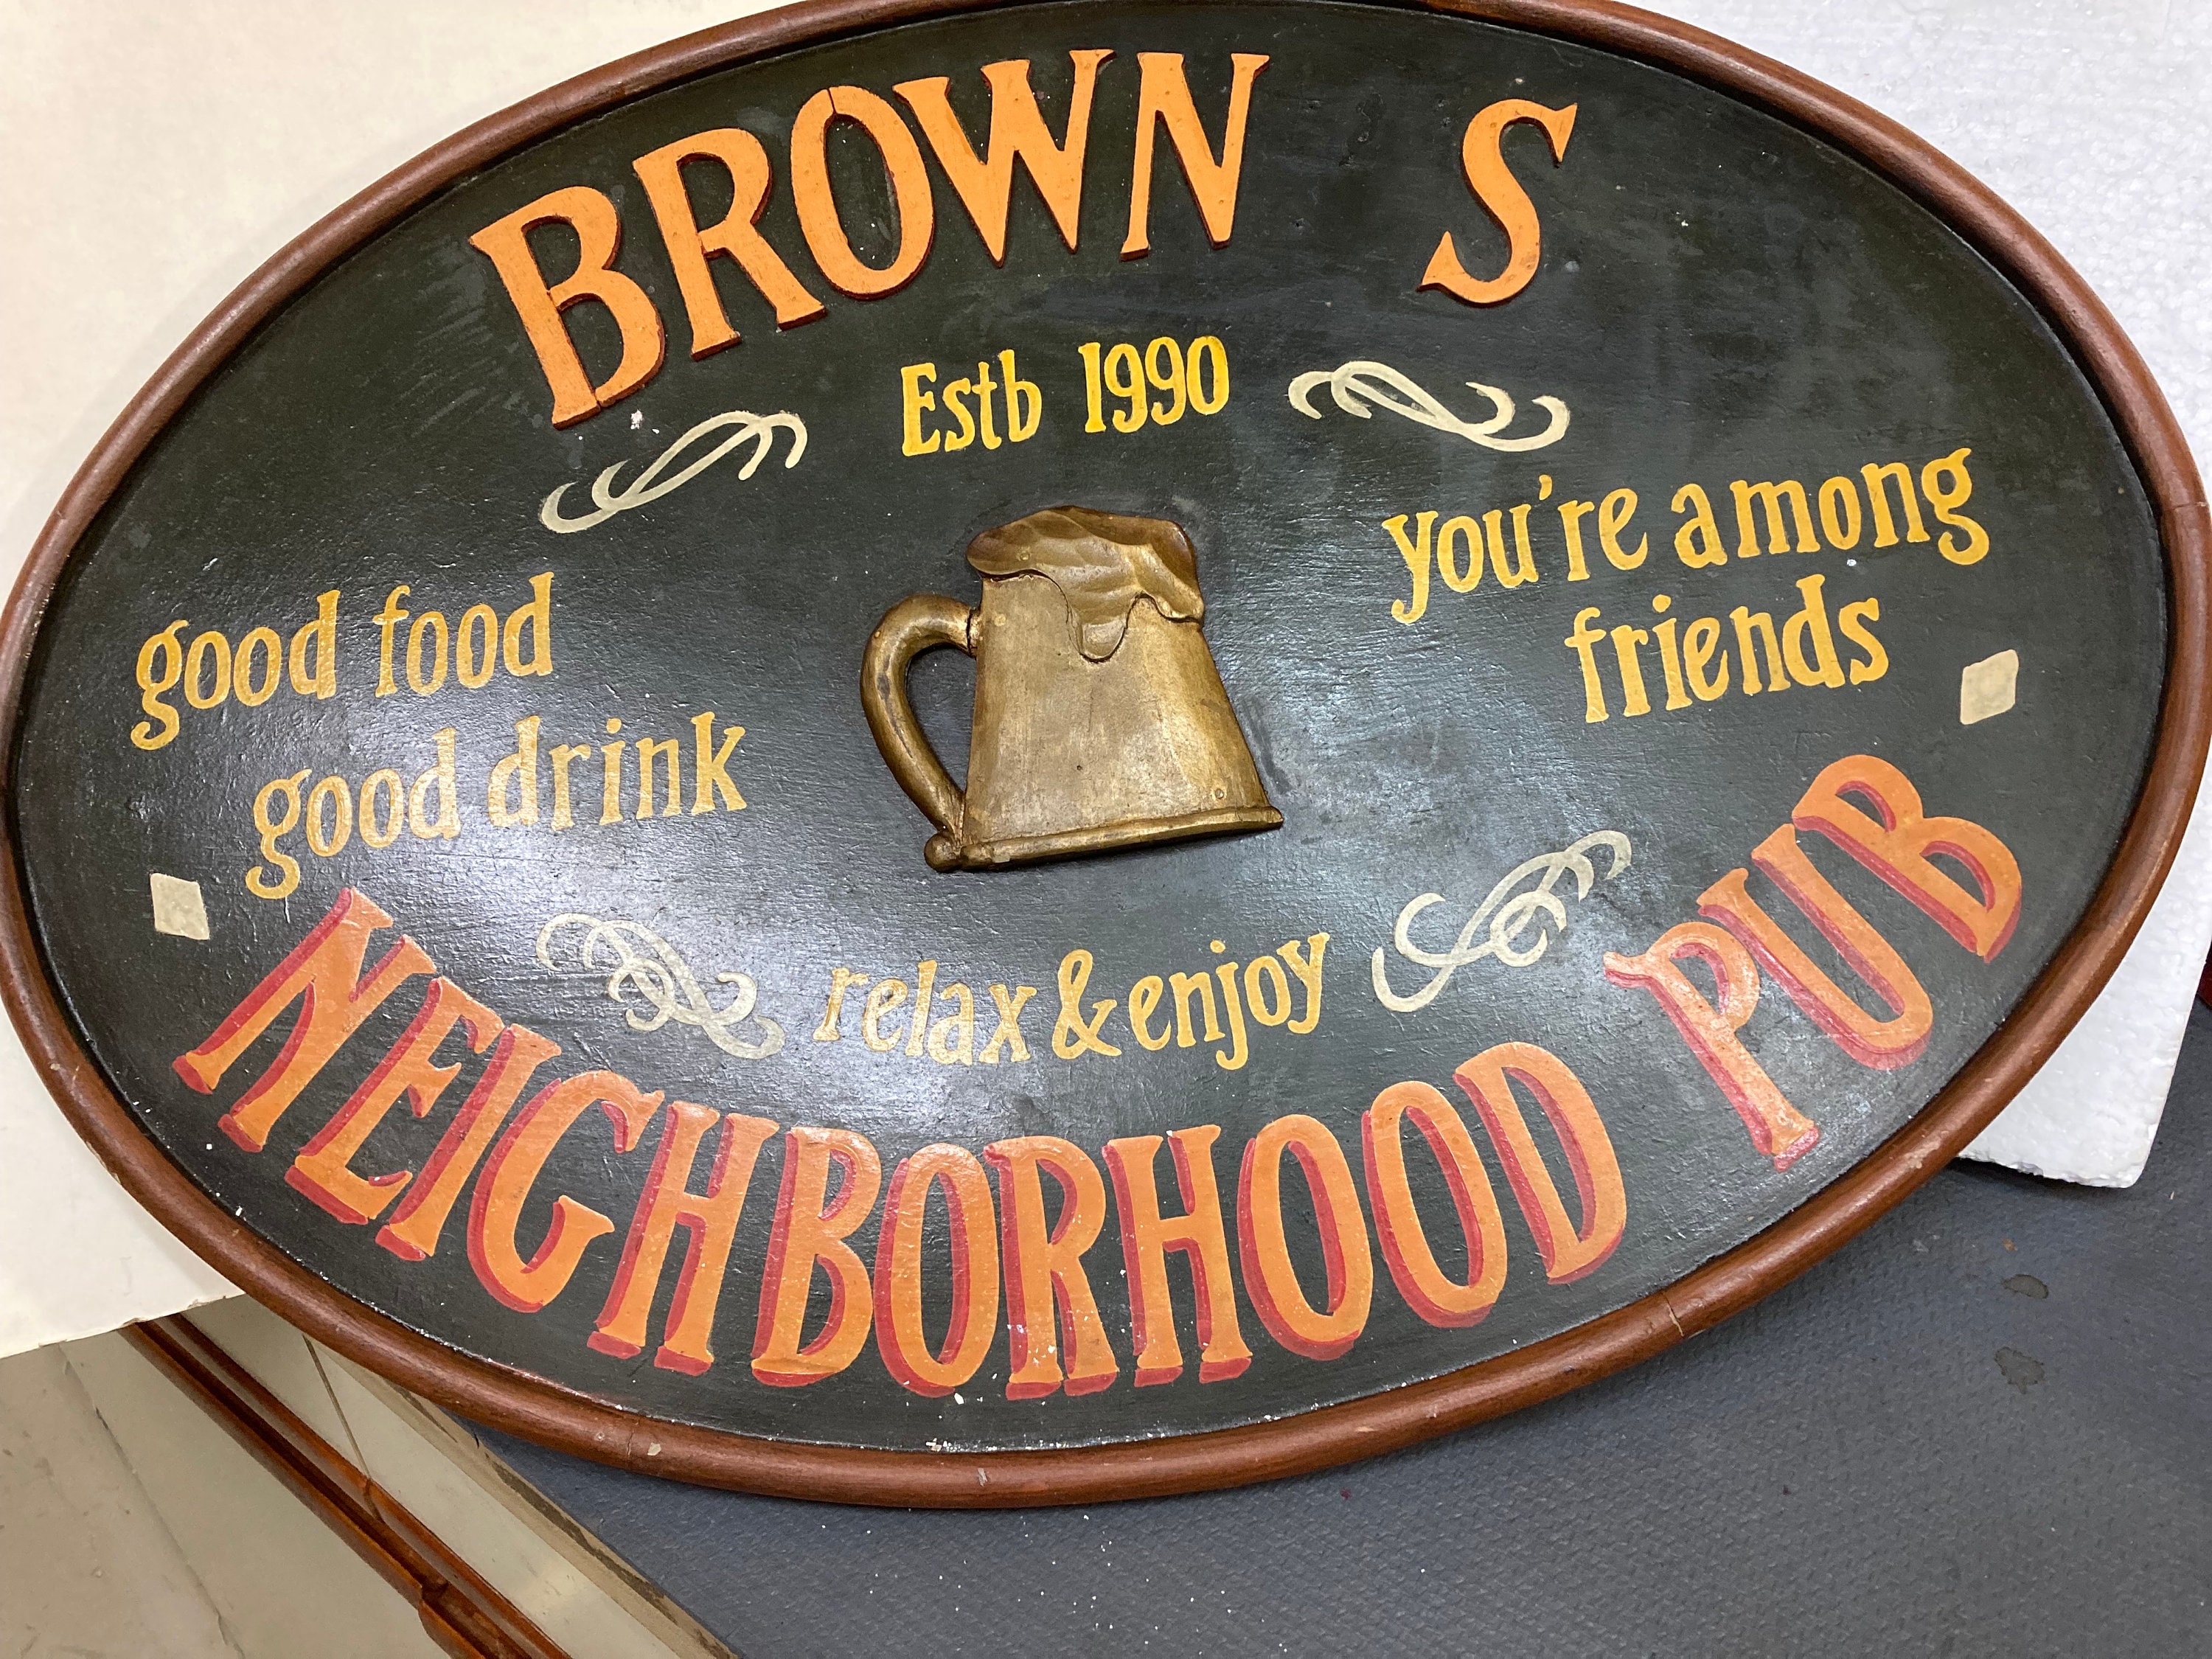 BROWN S
Estb 1990
good food
good drink
you're among
friends
relax & enjoy
NEIGHBORHOOD PUB